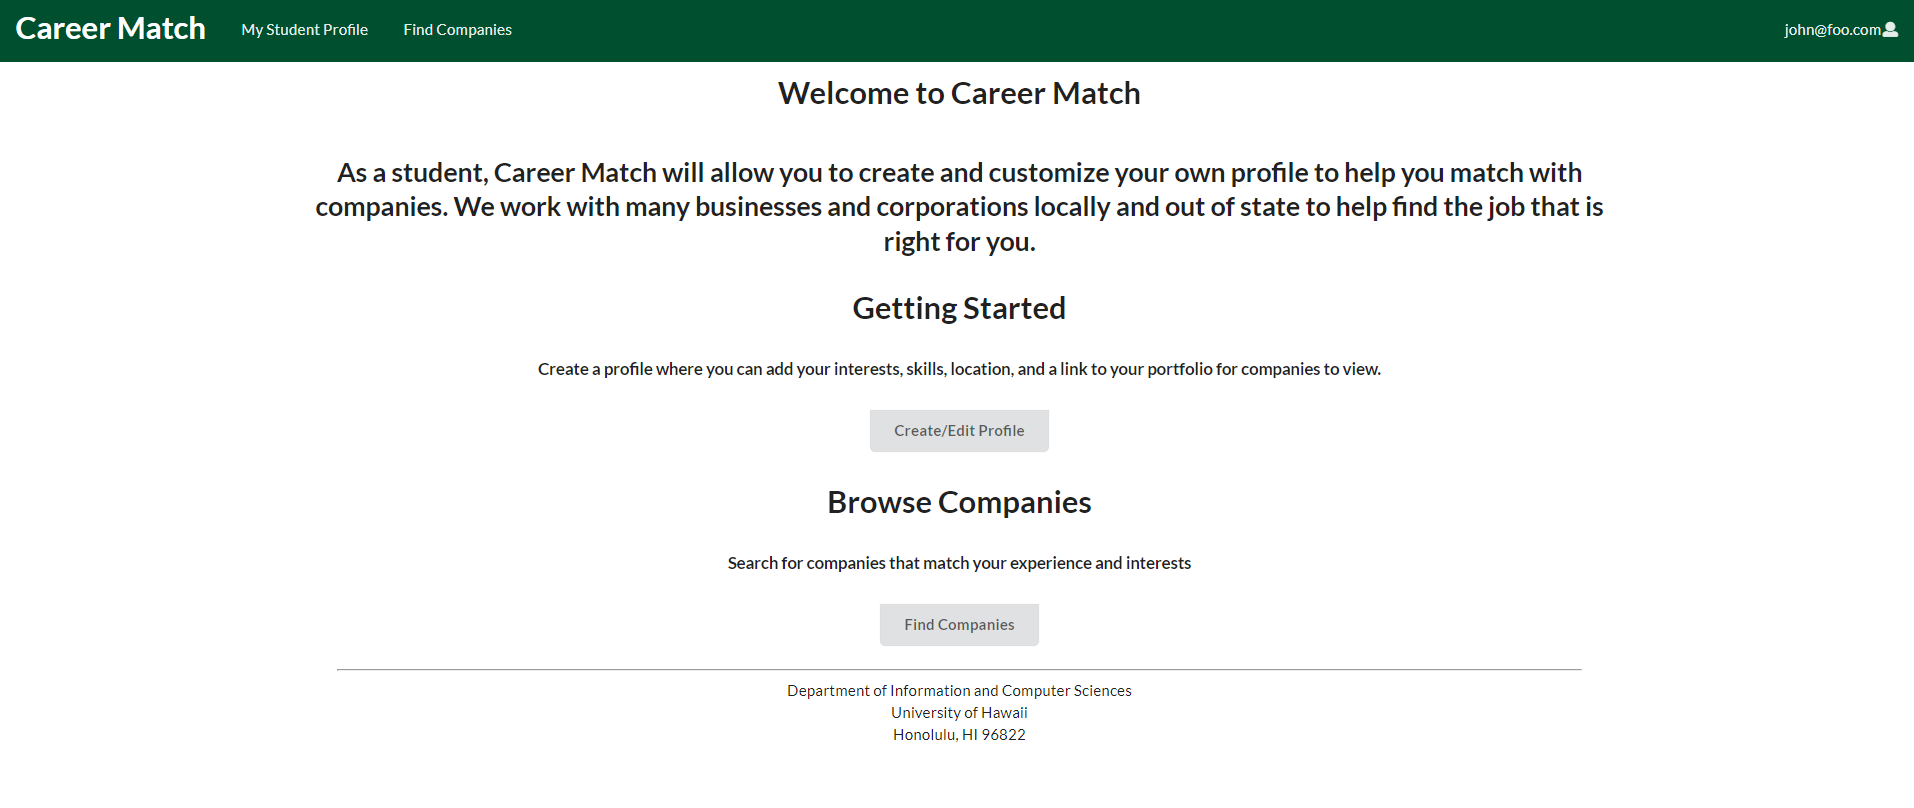 Career Match My Student Profile Find Companies john@foo.com
Welcome to Career Match
As a student, Career Match will allow you to create and customize your own profile to help you match with
companies. We work with many businesses and corporations locally and out of state to help find the job that is
right for you.
Getting Started
Create a profile where you can add your interests, skills, location, and a link to your portfolio for companies to view.
Create/Edit Profile
Browse Companies
Search for companies that match your experience and interests
Find Companies
Department of Information and Computer Sciences
University of Hawaii
Honolulu, HI 96822